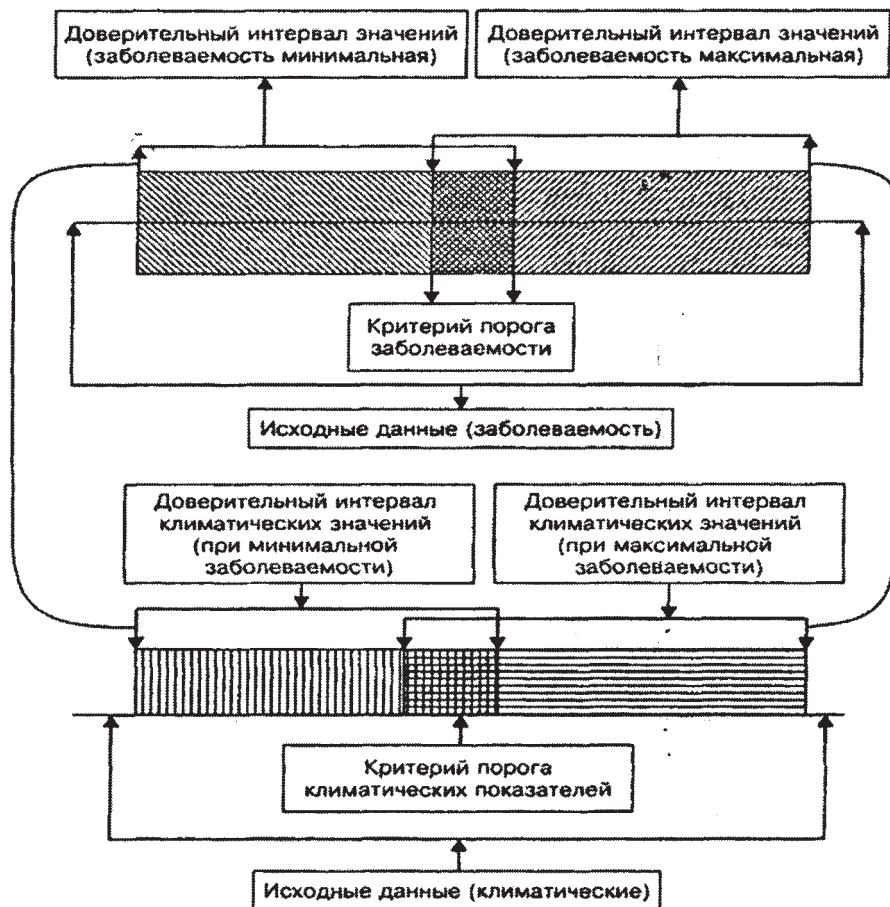 Доверительный интервал значений
(заболеваемость минимальная)
Доверительный интервал значений
(заболеваемость максимальная)
Критерий порога
заболеваемости
Исходные данные (заболеваемость)
Доверительный интервал
климатических значений
(при минимальной
заболеваемости)
Доверительный интервал
климатических значений
(при максимальной
заболеваемости)
Критерий порога
климатических показателей
Исходные данные (климатические)